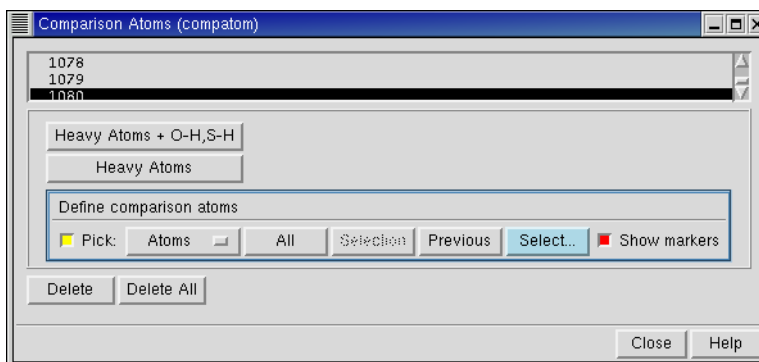 Comparison Atoms (compatom)
1078
1079
1080
Heavy Atoms + O-H,S-H
Heavy Atoms
Define comparison atoms
Pick: Atoms All Selection Previous Select... Show markers
Delete Delete All
Close Help